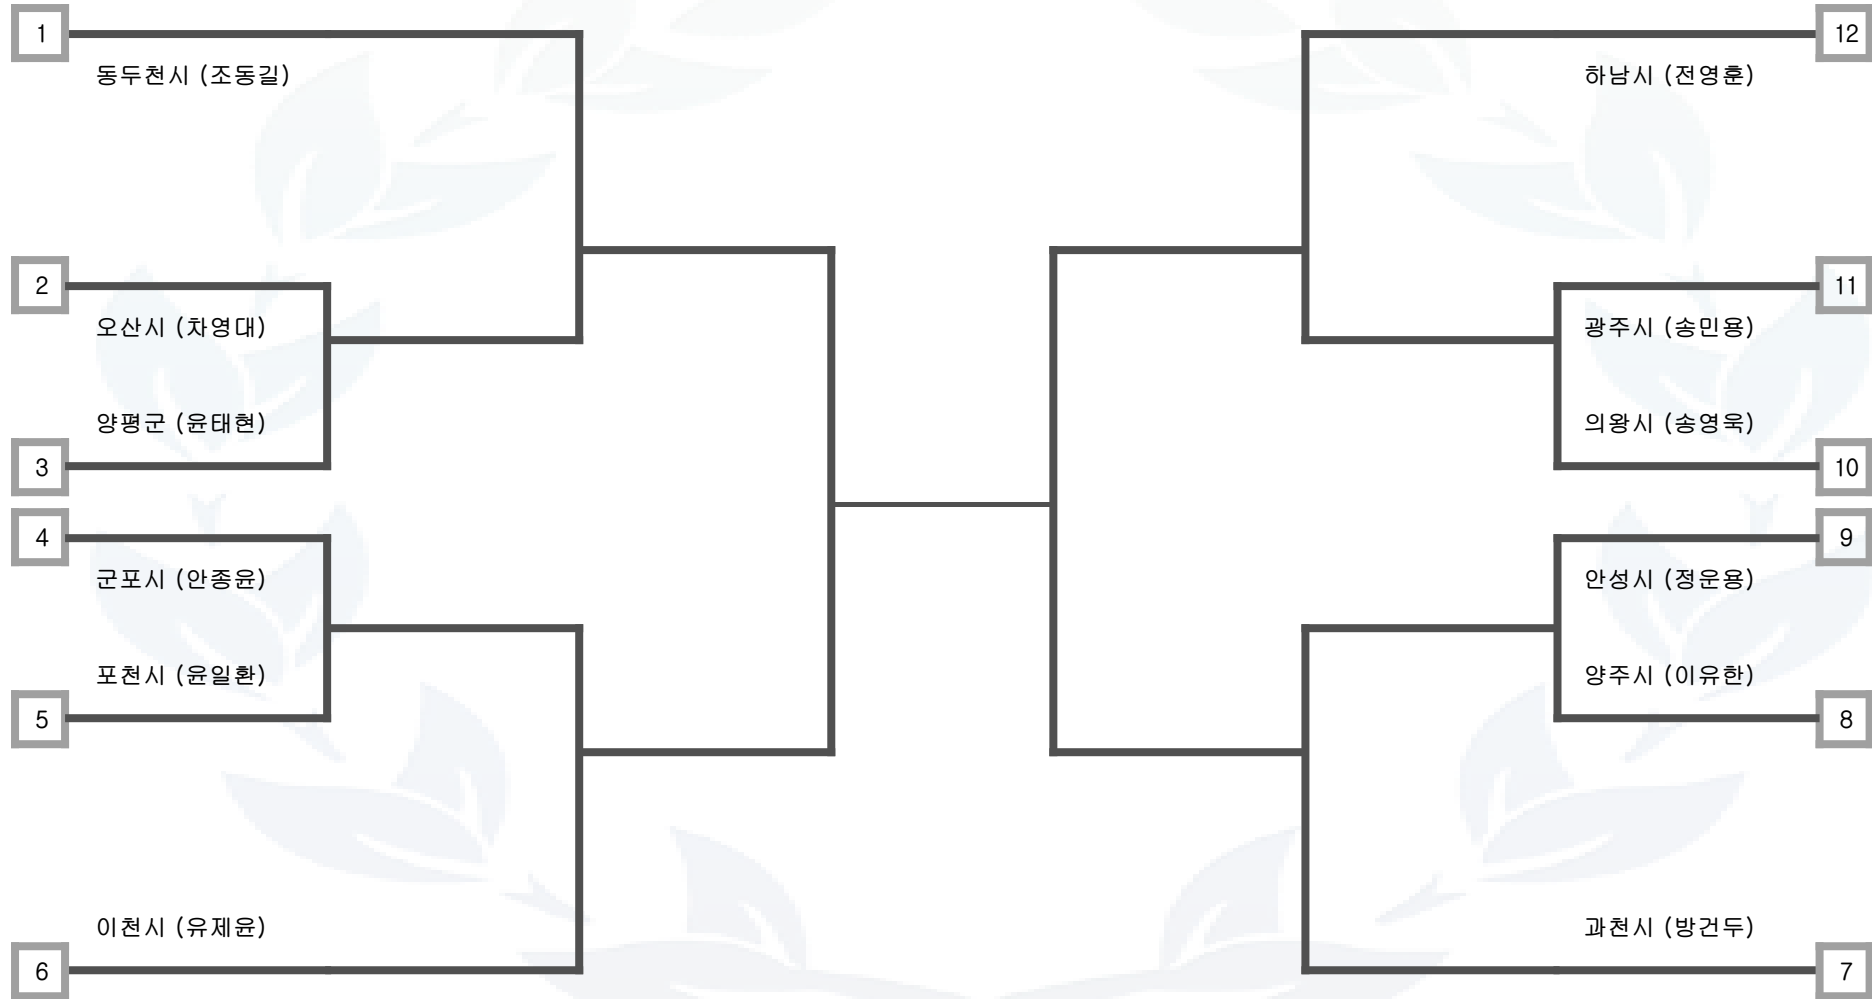 1
동두천시 (조동길)
2
오산시 (차영대)
양평군 (윤태현)
3
4
군포시 (안종윤)
포천시 (윤일환)
5
이천시 (유제윤)
6
12
하남시 (전영훈)
11
광주시 (송민용)
의왕시 (송영욱)
10
9
안성시 (정운용)
양주시 (이유한)
8
과천시 (방건두)
7